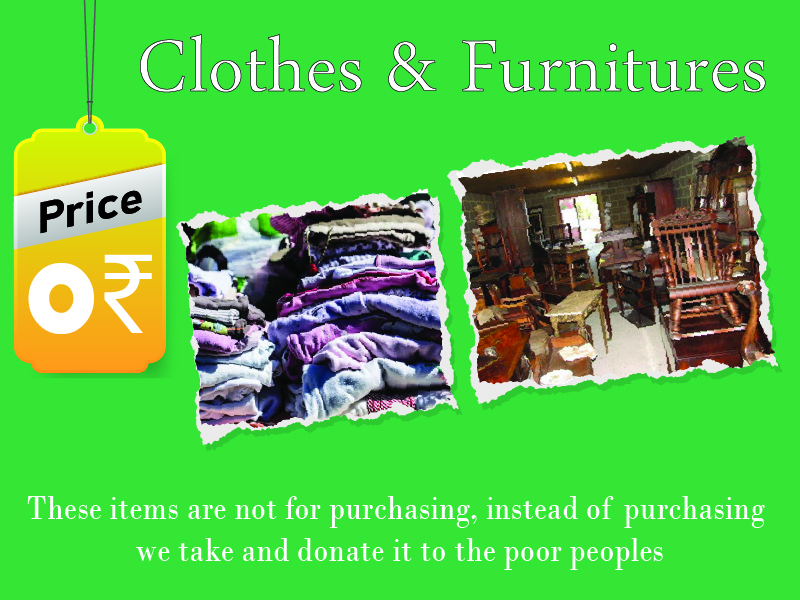 Clothes & Furnitures
Price
0₹
These items are not for purchasing, instead of purchasing
we take and donate it to the poor peoples